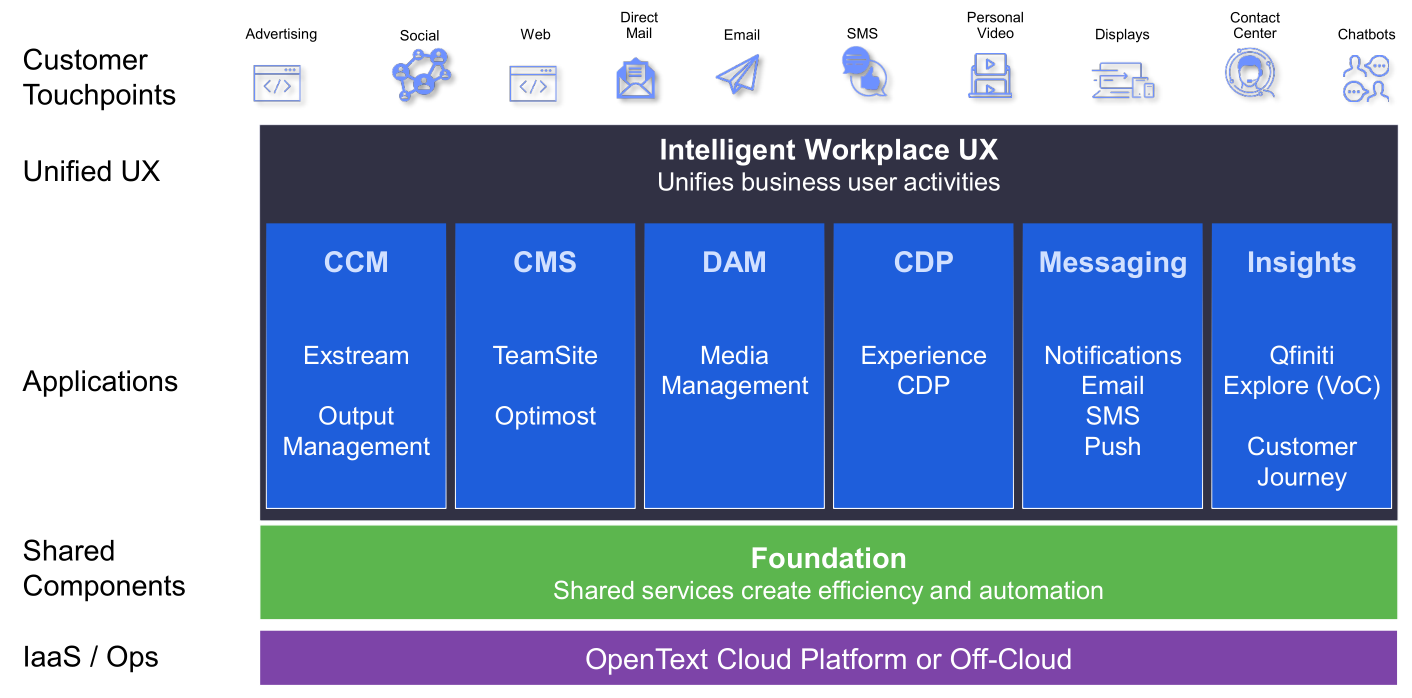 Customer
Touchpoints
Advertising
Social
Web
Direct
Mail
Email
SMS
Personal
Video
Displays
Contact
Center
Chatbots
Unified UX
Intelligent Workplace UX
Unifies business user activities
Applications
CCM
Exstream
Output
Management
CMS
TeamSite
Optimost
DAM
Media
Management
CDP
Experience
CDP
Messaging
Notifications
Email
SMS
Push
Insights
Qfiniti
Explore (VoC)
Customer
Journey
Shared
Components
Foundation
Shared services create efficiency and automation
IaaS / Ops
OpenText Cloud Platform or Off-Cloud